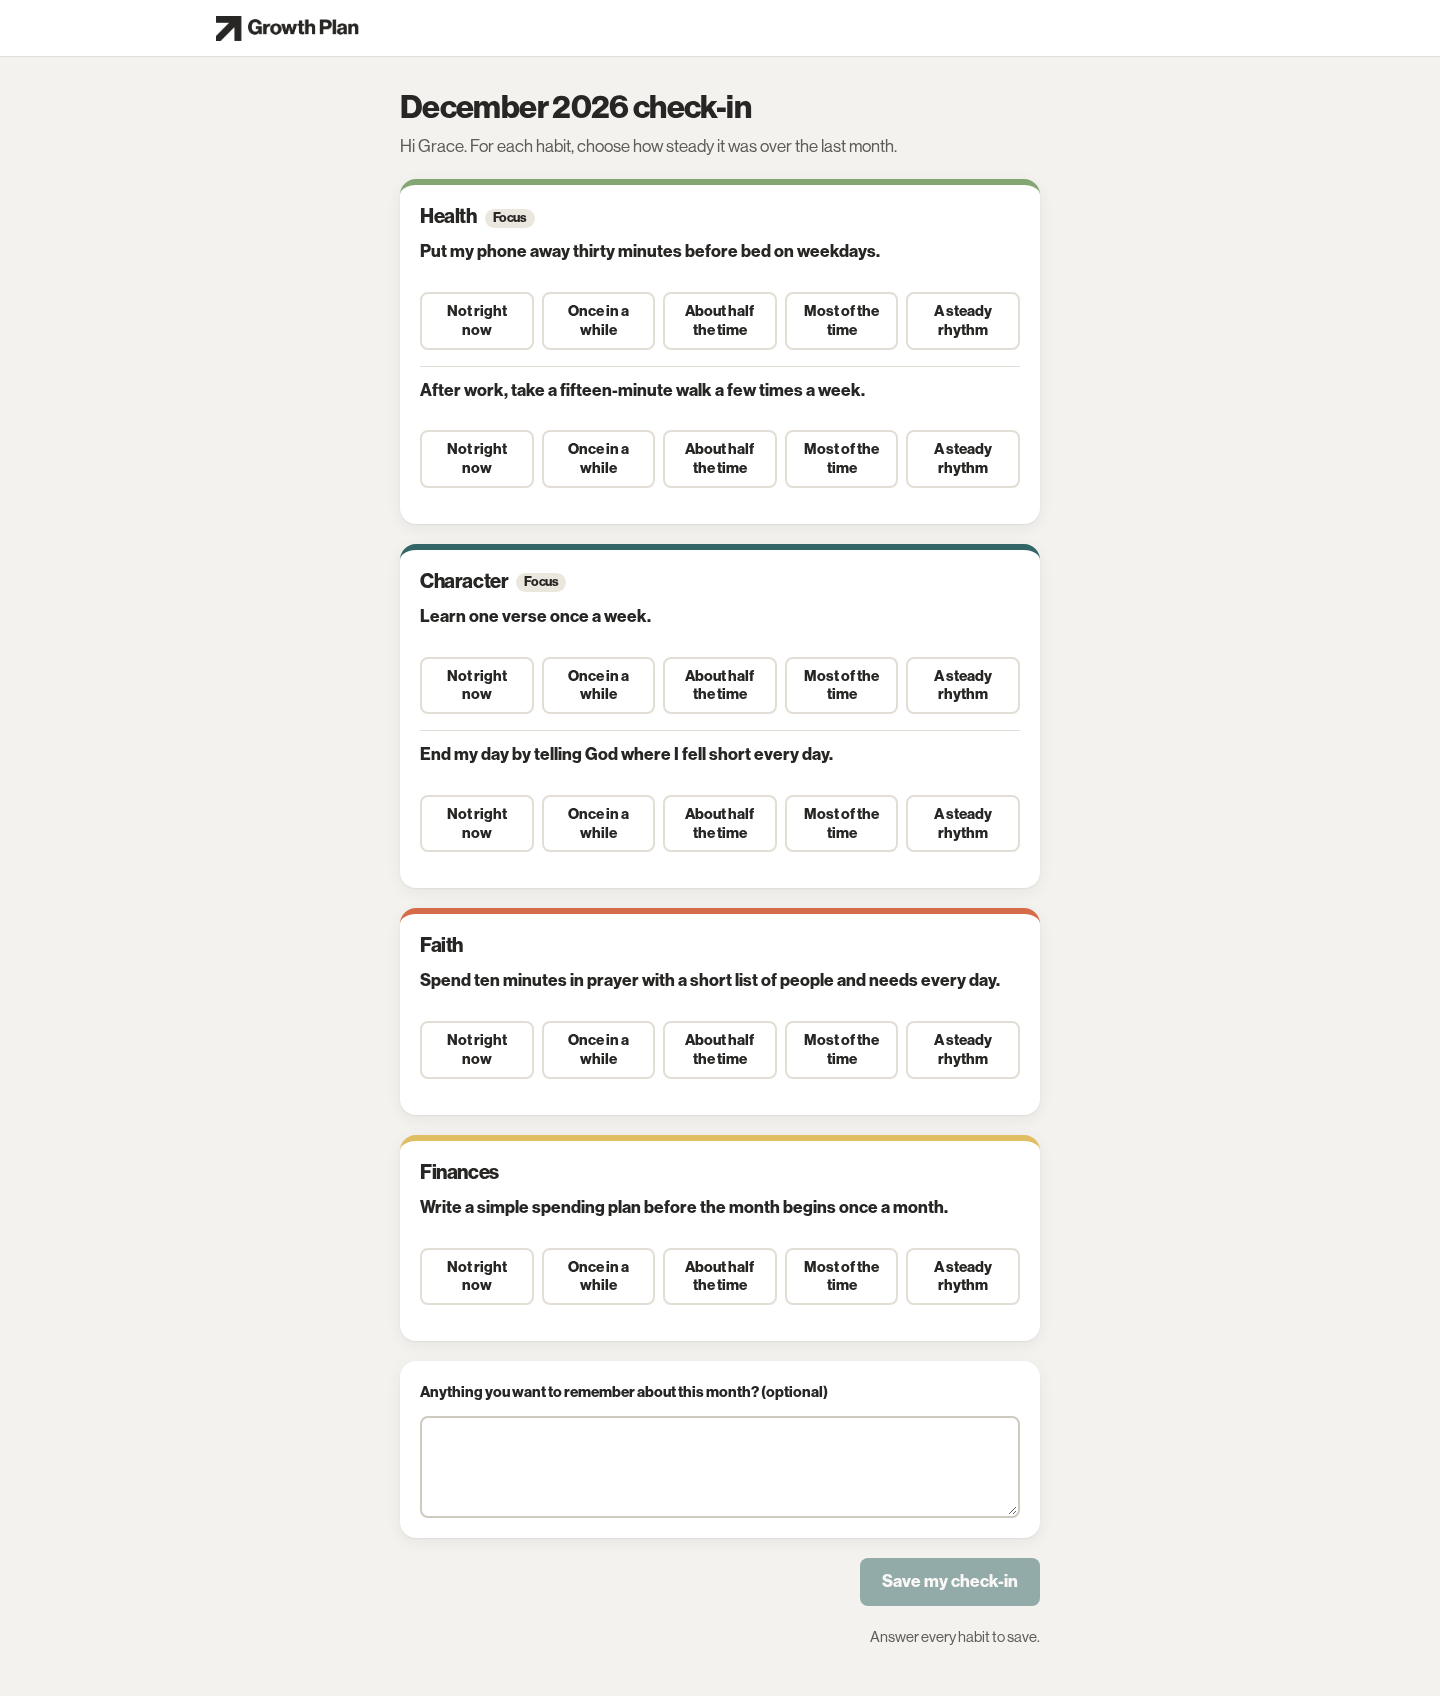 Growth Plan
December 2026 check-in
Hi Grace. For each habit, choose how steady it was over the last month.
Health Focus
Put my phone away thirty minutes before bed on weekdays.
Not right now
Once in a while
About half the time
Most of the time
A steady rhythm
After work, take a fifteen-minute walk a few times a week.
Not right now
Once in a while
About half the time
Most of the time
A steady rhythm
Character Focus
Learn one verse once a week.
Not right now
Once in a while
About half the time
Most of the time
A steady rhythm
End my day by telling God where I fell short every day.
Not right now
Once in a while
About half the time
Most of the time
A steady rhythm
Faith
Spend ten minutes in prayer with a short list of people and needs every day.
Not right now
Once in a while
About half the time
Most of the time
A steady rhythm
Finances
Write a simple spending plan before the month begins once a month.
Not right now
Once in a while
About half the time
Most of the time
A steady rhythm
Anything you want to remember about this month? (optional)
Save my check-in
Answer every habit to save.